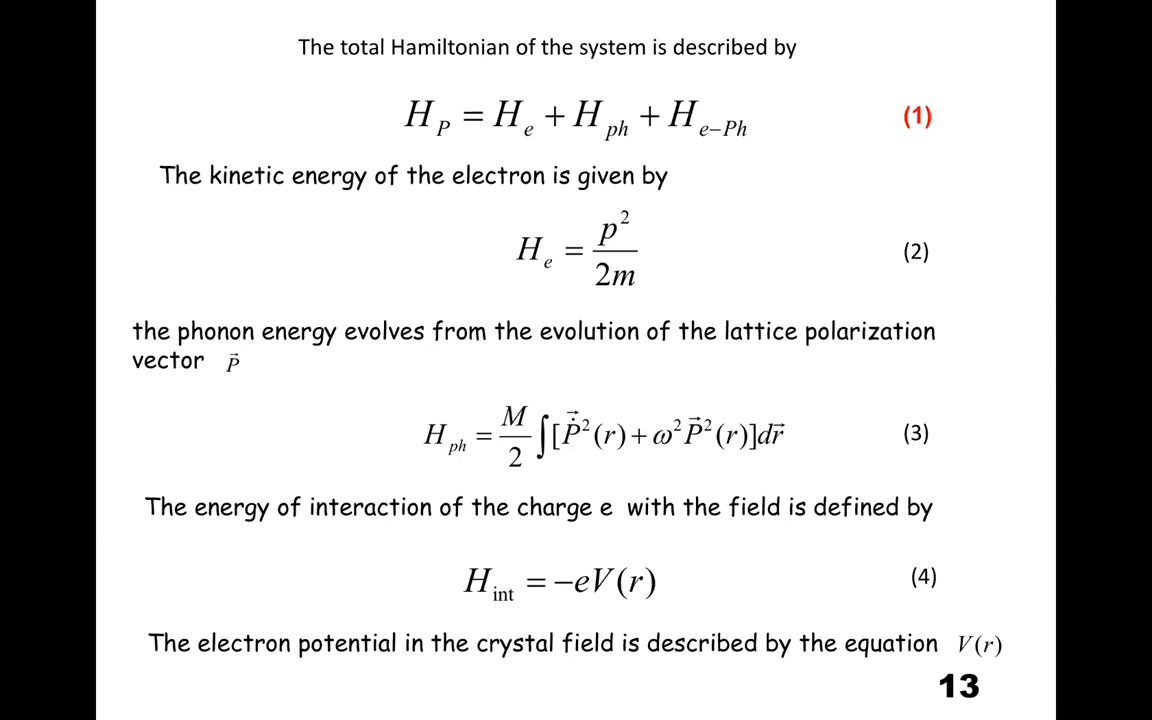 The total Hamiltonian of the system is described by
H_P = H_e + H_ph + H_e−Ph (1)
The kinetic energy of the electron is given by
H_e = p²/2m (2)
the phonon energy evolves from the evolution of the lattice polarization
vector P⃗
H_ph = M/2 ∫[P⃗̇²(r) + ω²P⃗²(r)]dr⃗ (3)
The energy of interaction of the charge e with the field is defined by
H_int = −eV(r) (4)
The electron potential in the crystal field is described by the equation V(r)
13